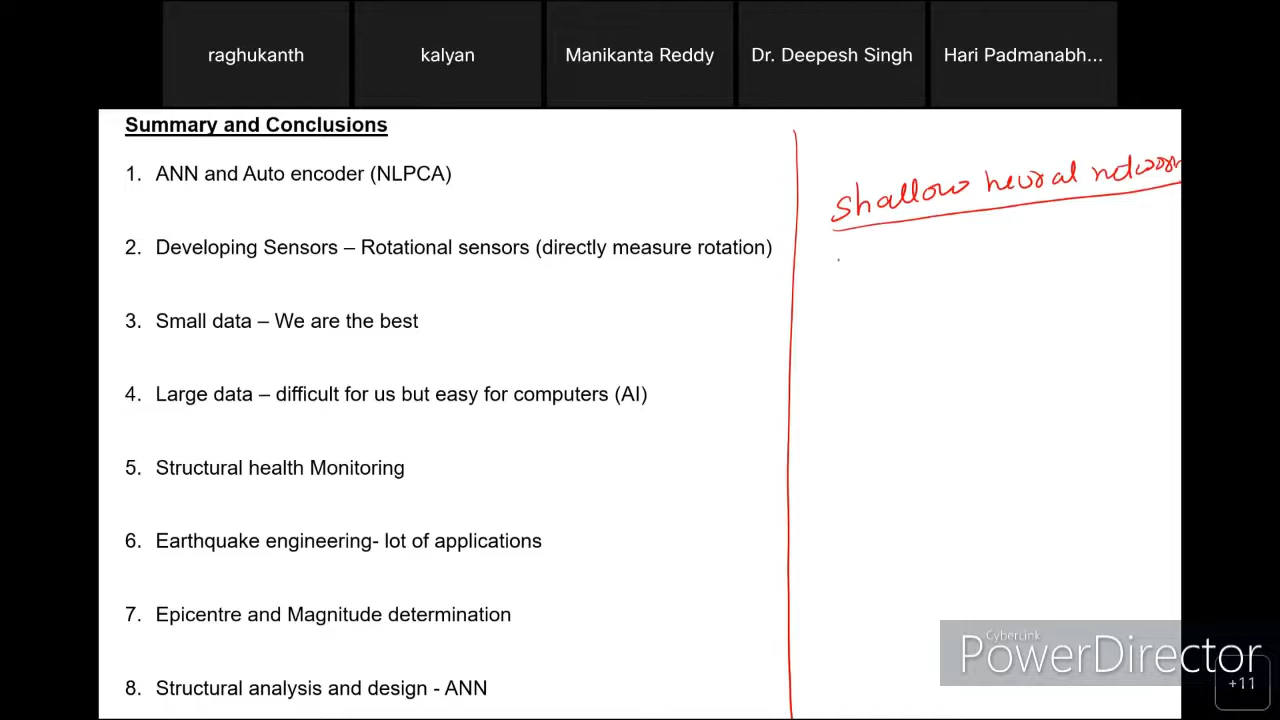 raghukanth
kalyan
Manikanta Reddy
Dr. Deepesh Singh
Hari Padmanabh...
Summary and Conclusions
1. ANN and Auto encoder (NLPCA)
2. Developing Sensors – Rotational sensors (directly measure rotation)
3. Small data – We are the best
4. Large data – difficult for us but easy for computers (AI)
5. Structural health Monitoring
6. Earthquake engineering- lot of applications
7. Epicentre and Magnitude determination
8. Structural analysis and design - ANN
Shallow neural network
CyberLink
PowerDirector
+11